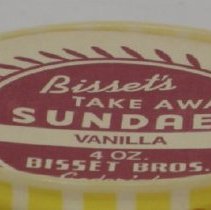 Bisset's
TAKE AWA
SUNDAE
VANILLA
4 OZ.
BISSET BROS.